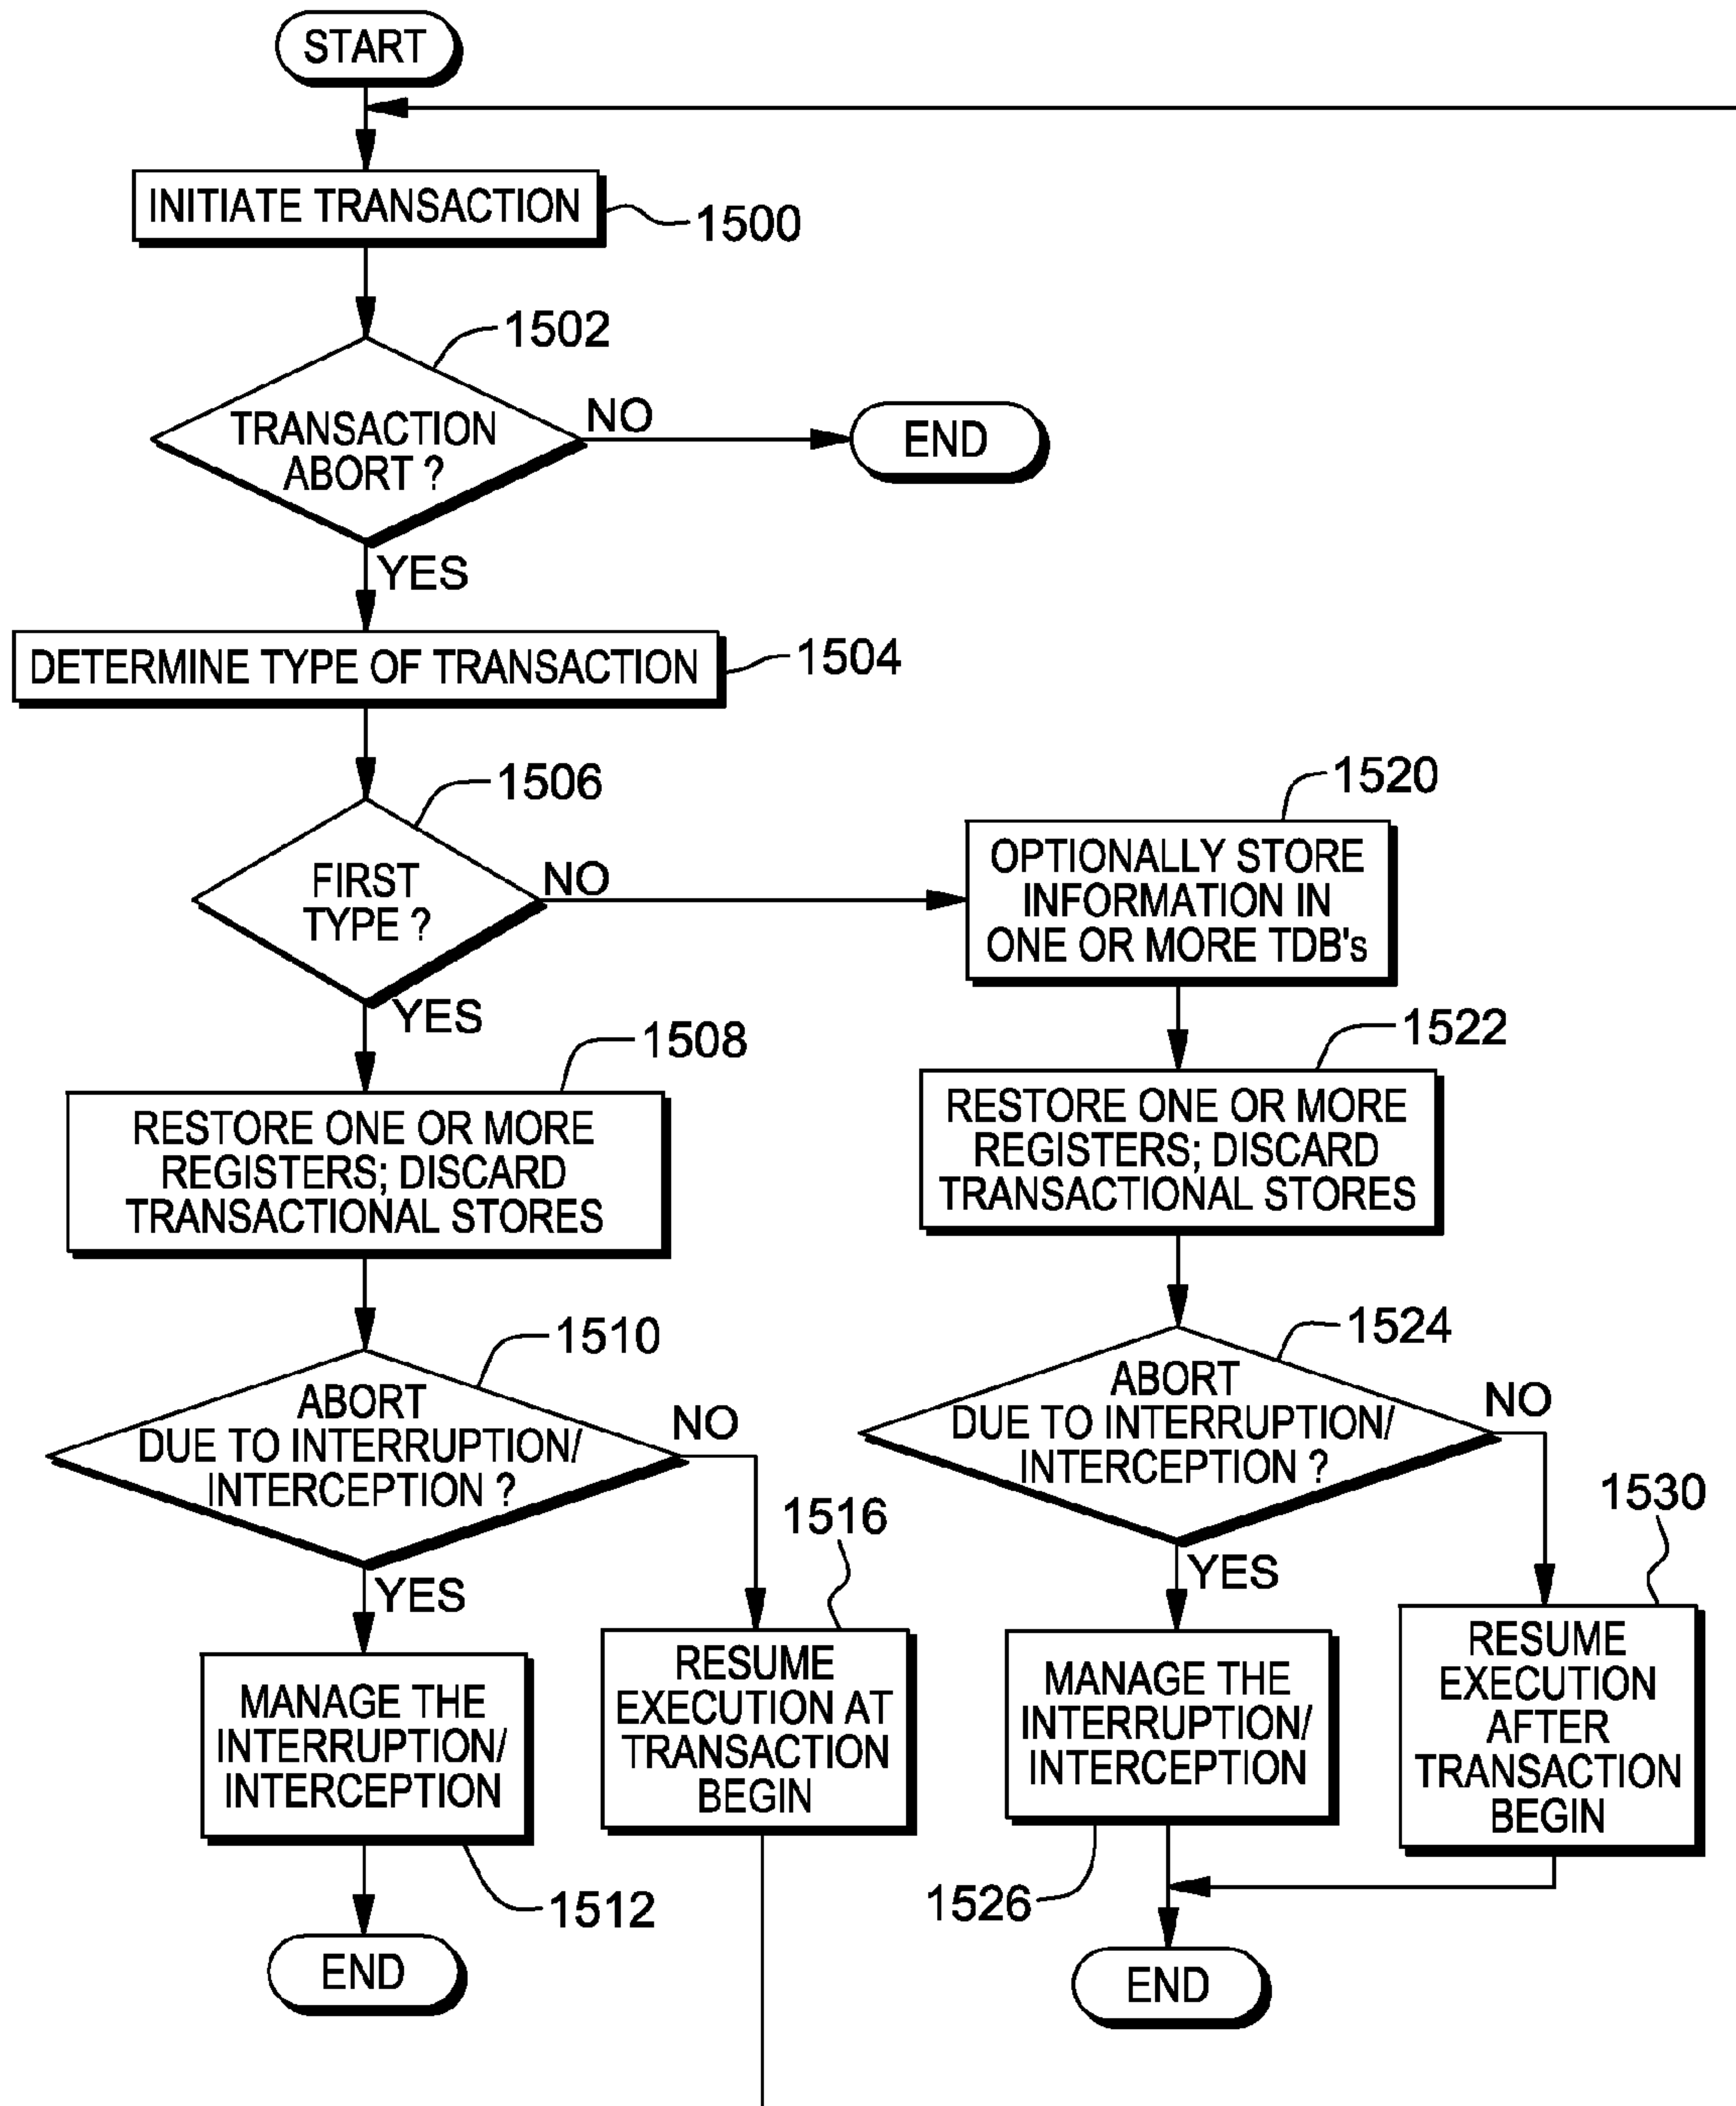 START
INITIATE TRANSACTION
1500
1502
TRANSACTION
ABORT ?
NO
END
YES
DETERMINE TYPE OF TRANSACTION
1504
1506
FIRST
TYPE ?
NO
YES
1520
OPTIONALLY STORE
INFORMATION IN
ONE OR MORE TDB's
1508
RESTORE ONE OR MORE
REGISTERS; DISCARD
TRANSACTIONAL STORES
1522
RESTORE ONE OR MORE
REGISTERS; DISCARD
TRANSACTIONAL STORES
1510
ABORT
DUE TO INTERRUPTION/
INTERCEPTION ?
NO
YES
1524
ABORT
DUE TO INTERRUPTION/
INTERCEPTION ?
NO
YES
MANAGE THE
INTERRUPTION/
INTERCEPTION
1512
END
1516
RESUME
EXECUTION AT
TRANSACTION
BEGIN
MANAGE THE
INTERRUPTION/
INTERCEPTION
1526
1530
RESUME
EXECUTION
AFTER
TRANSACTION
BEGIN
END